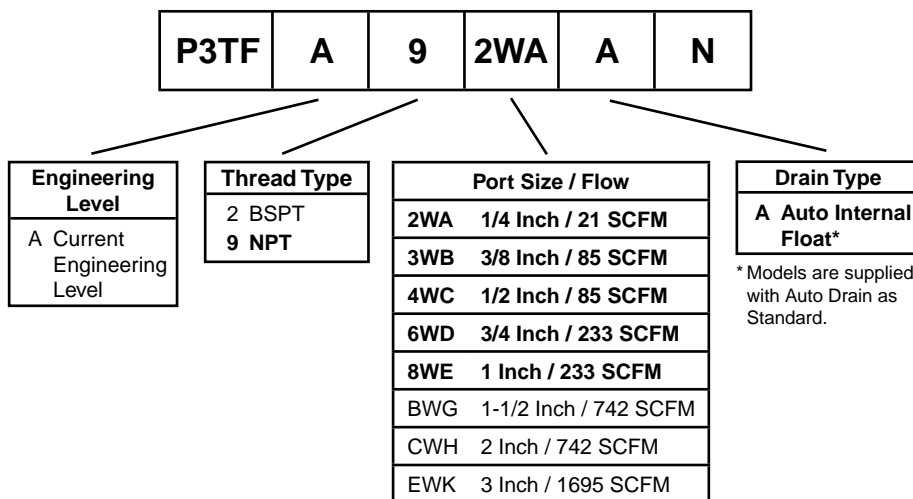 P3TF A 9 2WA A N
Engineering
Level
A Current
Engineering
Level
Thread Type
2 BSPT
9 NPT
Port Size / Flow
2WA 1/4 Inch / 21 SCFM
3WB 3/8 Inch / 85 SCFM
4WC 1/2 Inch / 85 SCFM
6WD 3/4 Inch / 233 SCFM
8WE 1 Inch / 233 SCFM
BWG 1-1/2 Inch / 742 SCFM
CWH 2 Inch / 742 SCFM
EWK 3 Inch / 1695 SCFM
Drain Type
A Auto Internal
Float*
* Models are supplied
with Auto Drain as
Standard.